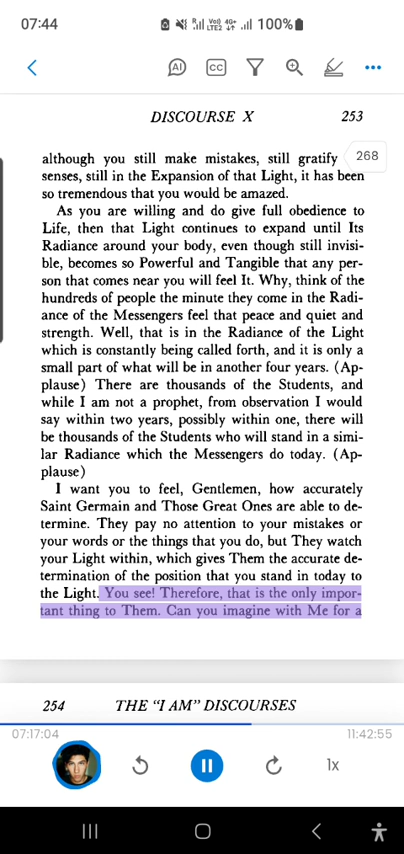 07:44
Vo)) 4G+
LTE2
100%
AI
CC
DISCOURSE X 253
268
although you still make mistakes, still gratify
senses, still in the Expansion of that Light, it has been
so tremendous that you would be amazed.
As you are willing and do give full obedience to
Life, then that Light continues to expand until Its
Radiance around your body, even though still invisi-
ble, becomes so Powerful and Tangible that any per-
son that comes near you will feel It. Why, think of the
hundreds of people the minute they come in the Radi-
ance of the Messengers feel that peace and quiet and
strength. Well, that is in the Radiance of the Light
which is constantly being called forth, and it is only a
small part of what will be in another four years. (Ap-
plause) There are thousands of the Students, and
while I am not a prophet, from observation I would
say within two years, possibly within one, there will
be thousands of the Students who will stand in a simi-
lar Radiance which the Messengers do today. (Ap-
plause)
I want you to feel, Gentlemen, how accurately
Saint Germain and Those Great Ones are able to de-
termine. They pay no attention to your mistakes or
your words or the things that you do, but They watch
your Light within, which gives Them the accurate de-
termination of the position that you stand in today to
the Light. You see! Therefore, that is the only impor-
tant thing to Them. Can you imagine with Me for a
254 THE “I AM” DISCOURSES
07:17:04 11:42:55
1x